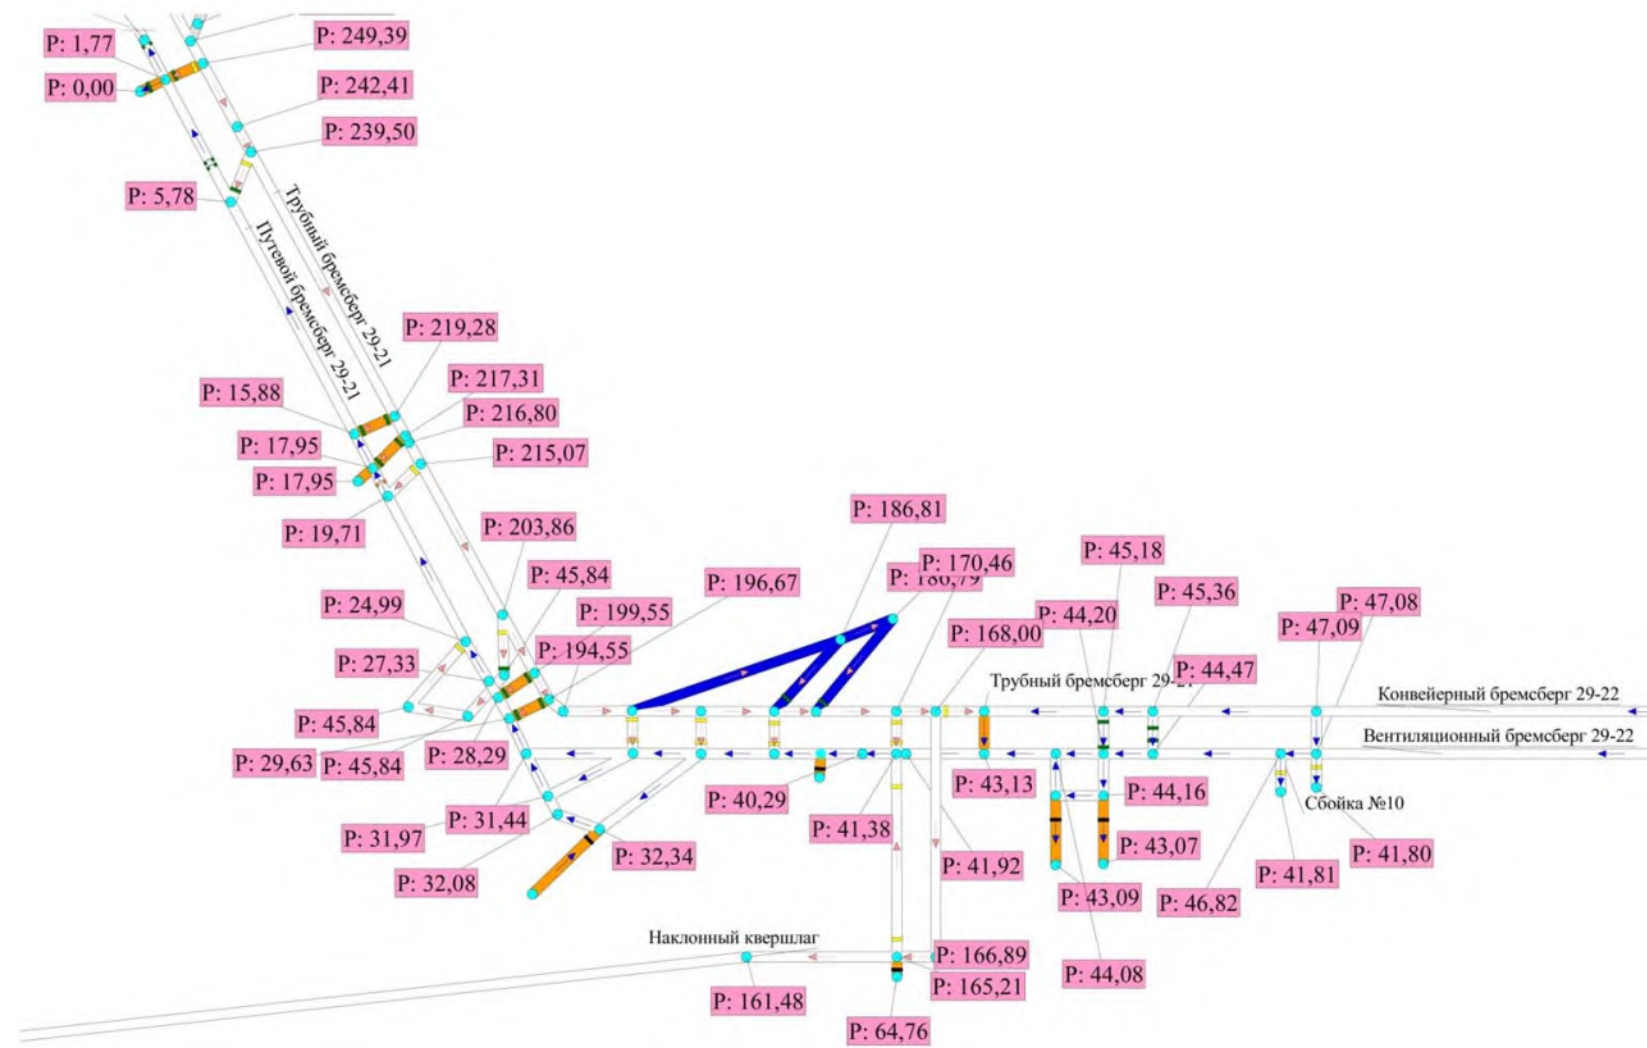 P: 249,39
P: 1,77
P: 242,41
P: 0,00
P: 239,50
P: 5,78
Трубный бремсберг 29-21
Путевой бремсберг 29-21
P: 219,28
P: 217,31
P: 15,88
P: 216,80
P: 17,95
P: 215,07
P: 17,95
P: 186,81
P: 203,86
P: 19,71
P: 45,18
P: 170,46
P: 45,84
P: 196,67
P: 186,79
P: 45,36
P: 24,99
P: 47,08
P: 199,55
P: 44,20
P: 47,09
P: 168,00
P: 194,55
P: 27,33
P: 44,47
Трубный бремсберг 29-21
Конвейерный бремсберг 29-22
P: 45,84
Вентиляционный бремсберг 29-22
P: 28,29
P: 29,63
P: 45,84
P: 43,13
P: 44,16
P: 40,29
Сбойка №10
P: 31,44
P: 41,38
P: 31,97
P: 43,07
P: 32,34
P: 41,80
P: 41,92
P: 41,81
P: 32,08
P: 43,09
P: 46,82
Наклонный квершлаг
P: 166,89
P: 44,08
P: 165,21
P: 161,48
P: 64,76